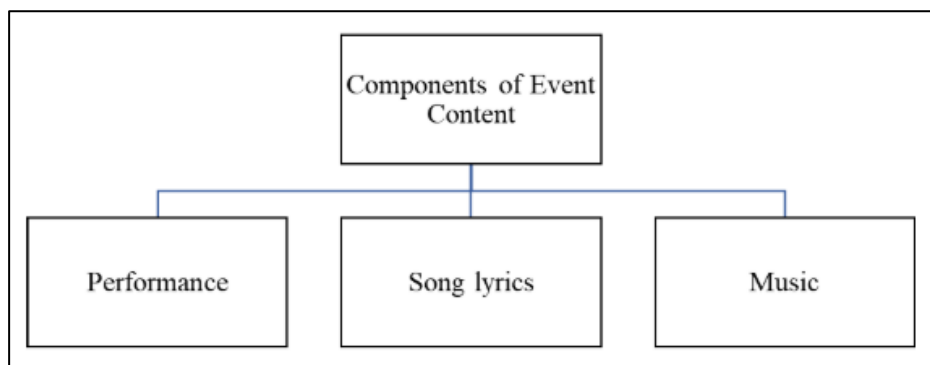 Components of Event
Content
Performance
Song lyrics
Music